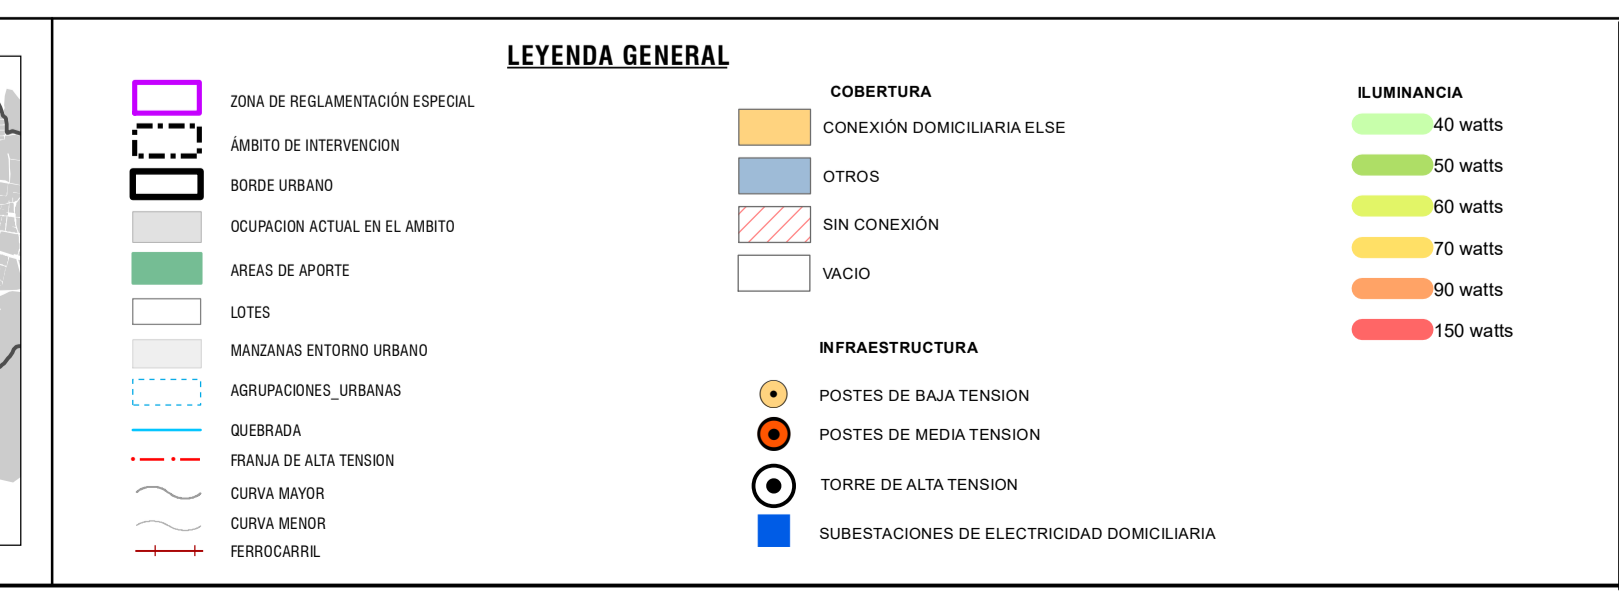 LEYENDA GENERAL
ZONA DE REGLAMENTACIÓN ESPECIAL
ÁMBITO DE INTERVENCION
BORDE URBANO
OCUPACION ACTUAL EN EL AMBITO
AREAS DE APORTE
LOTES
MANZANAS ENTORNO URBANO
AGRUPACIONES_URBANAS
QUEBRADA
FRANJA DE ALTA TENSION
CURVA MAYOR
CURVA MENOR
FERROCARRIL
COBERTURA
CONEXIÓN DOMICILIARIA ELSE
OTROS
SIN CONEXIÓN
VACIO
INFRAESTRUCTURA
POSTES DE BAJA TENSION
POSTES DE MEDIA TENSION
TORRE DE ALTA TENSION
SUBESTACIONES DE ELECTRICIDAD DOMICILIARIA
ILUMINANCIA
40 watts
50 watts
60 watts
70 watts
90 watts
150 watts